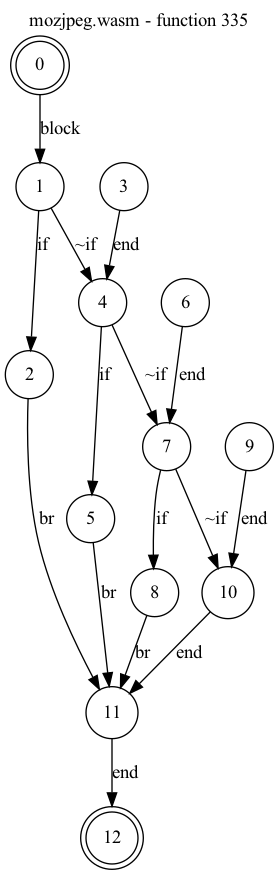 mozjpeg.wasm - function 335
0
block
1
3
if
~if
end
4
6
2
if
~if
end
7
9
5
br
if
~if
end
8
10
br
br
end
11
end
12